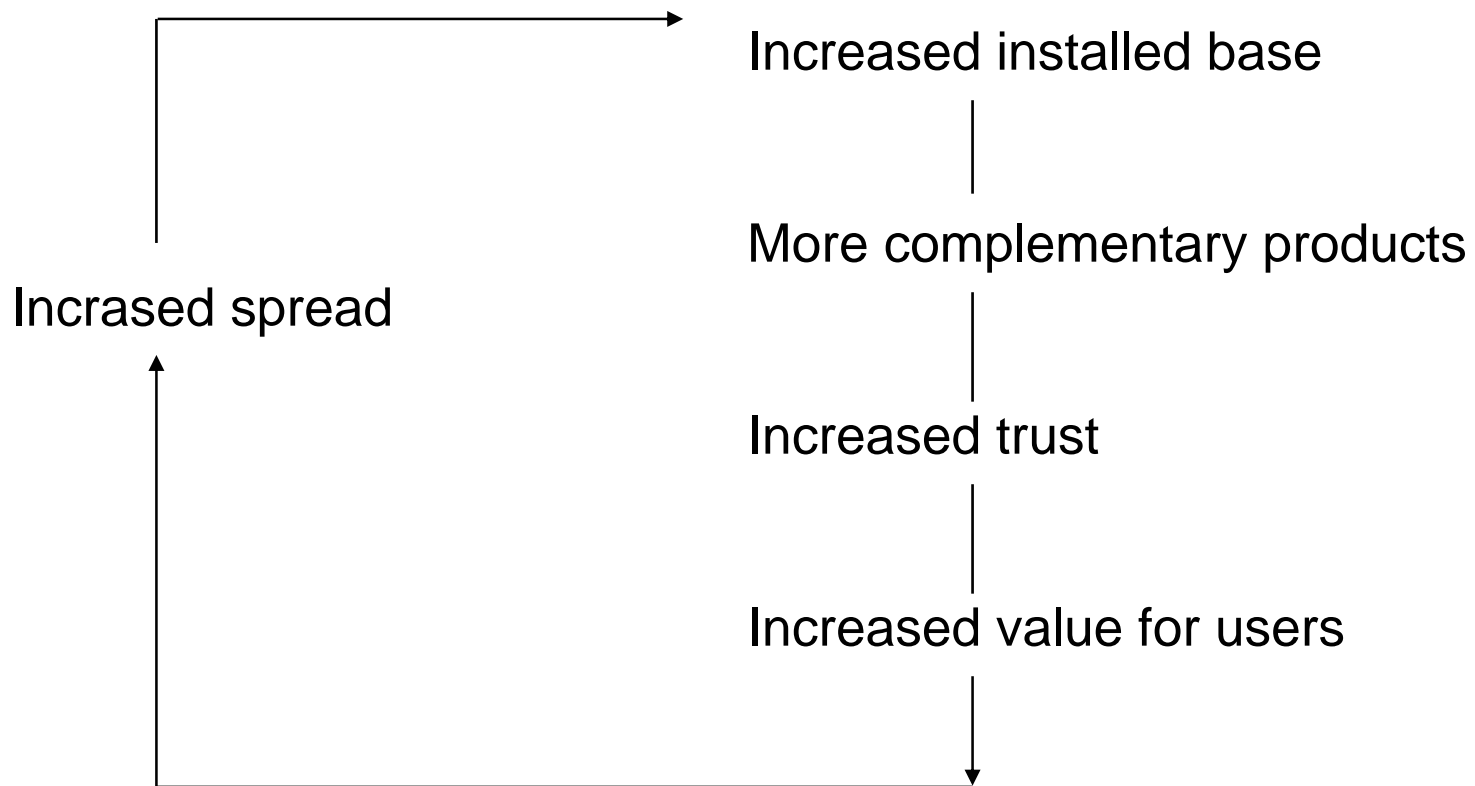 Increased installed base
More complementary products
Incrased spread
Increased trust
Increased value for users